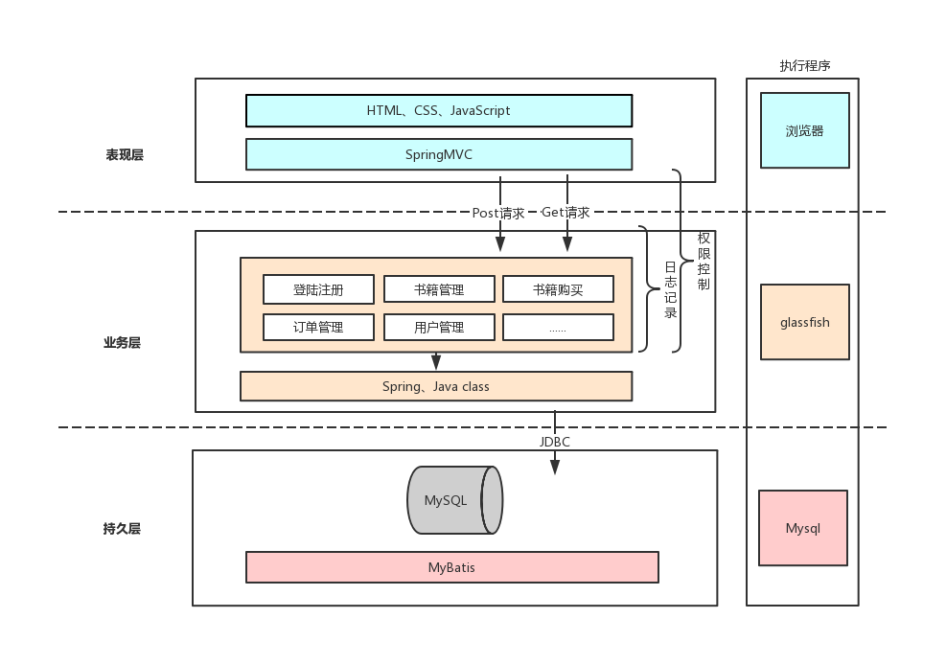 执行程序
HTML、CSS、JavaScript
浏览器
表现层
SpringMVC
Post请求
Get请求
权限控制
日志记录
登陆注册
书籍管理
书籍购买
订单管理
用户管理
......
glassfish
业务层
Spring、Java class
JDBC
MySQL
持久层
Mysql
MyBatis